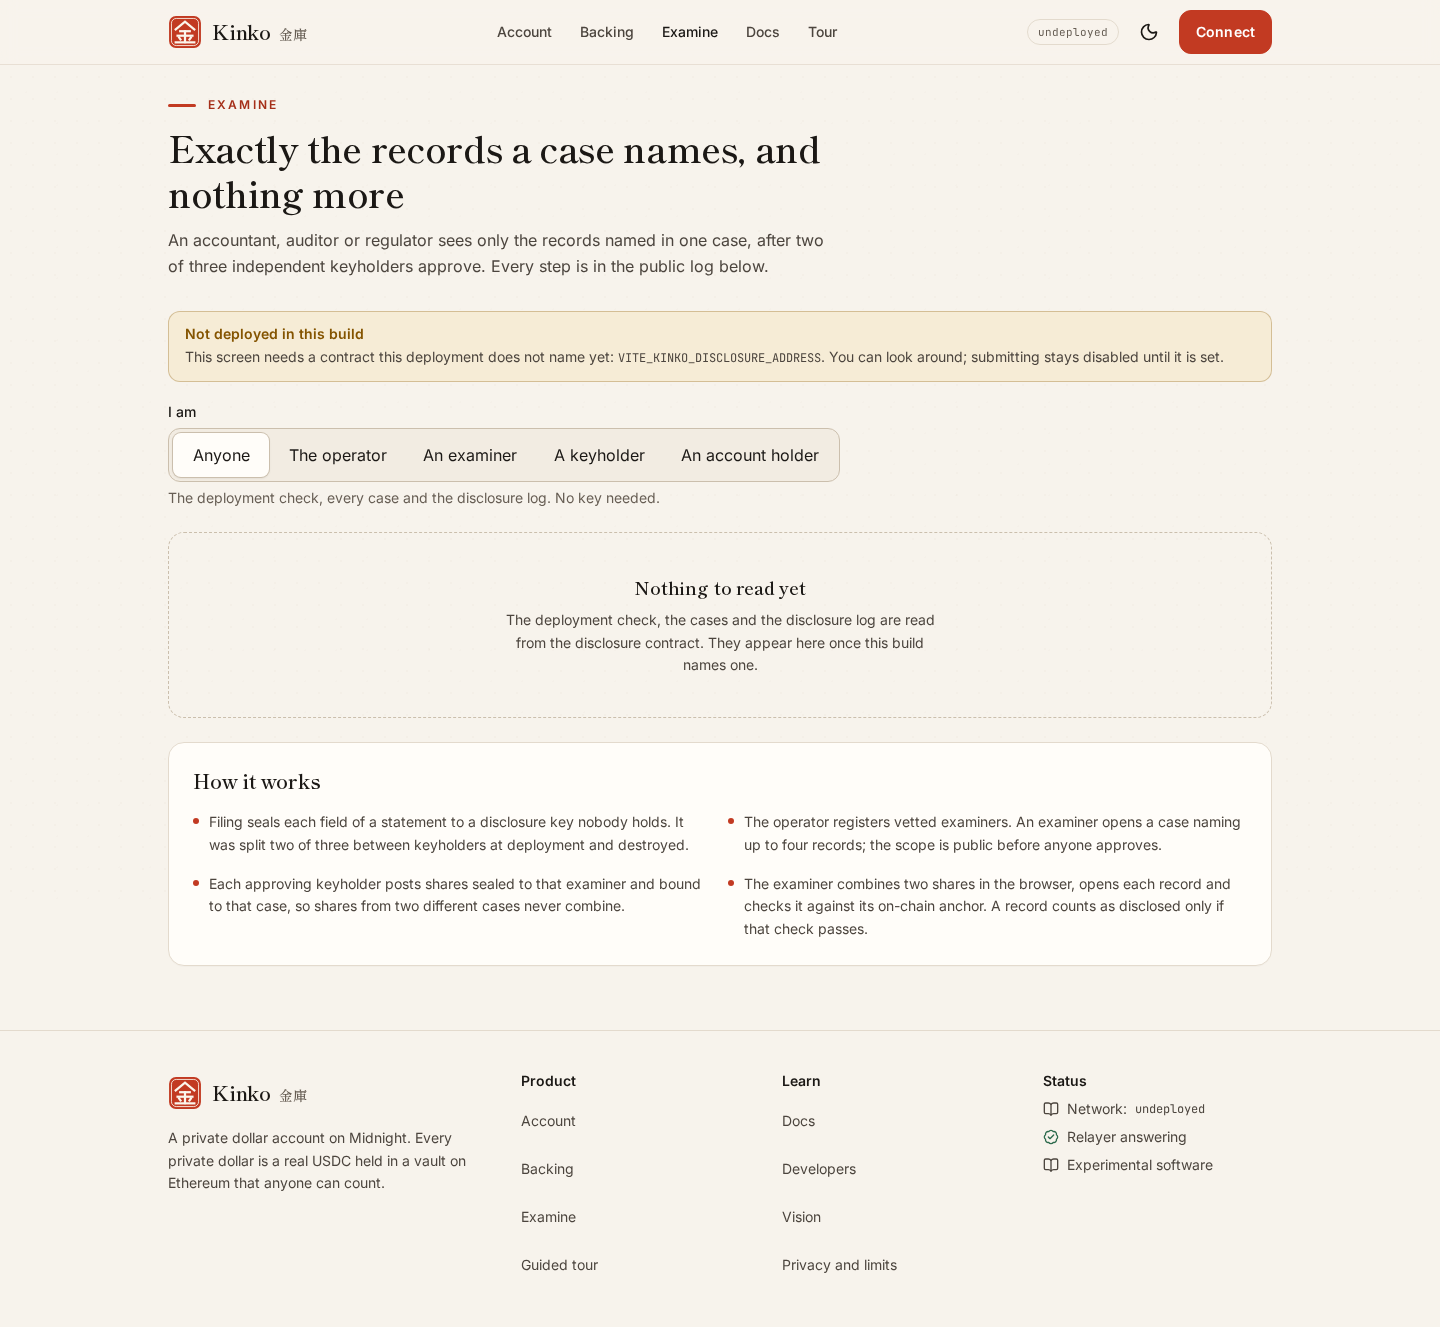 金 Kinko 金庫
Account
Backing
Examine
Docs
Tour
undeployed
Connect
EXAMINE
Exactly the records a case names, and
nothing more
An accountant, auditor or regulator sees only the records named in one case, after two
of three independent keyholders approve. Every step is in the public log below.
Not deployed in this build
This screen needs a contract this deployment does not name yet: VITE_KINKO_DISCLOSURE_ADDRESS. You can look around; submitting stays disabled until it is set.
I am
Anyone
The operator
An examiner
A keyholder
An account holder
The deployment check, every case and the disclosure log. No key needed.
Nothing to read yet
The deployment check, the cases and the disclosure log are read
from the disclosure contract. They appear here once this build
names one.
How it works
Filing seals each field of a statement to a disclosure key nobody holds. It
was split two of three between keyholders at deployment and destroyed.
The operator registers vetted examiners. An examiner opens a case naming
up to four records; the scope is public before anyone approves.
Each approving keyholder posts shares sealed to that examiner and bound
to that case, so shares from two different cases never combine.
The examiner combines two shares in the browser, opens each record and
checks it against its on-chain anchor. A record counts as disclosed only if
that check passes.
金 Kinko 金庫
A private dollar account on Midnight. Every
private dollar is a real USDC held in a vault on
Ethereum that anyone can count.
Product
Account
Backing
Examine
Guided tour
Learn
Docs
Developers
Vision
Privacy and limits
Status
Network: undeployed
Relayer answering
Experimental software